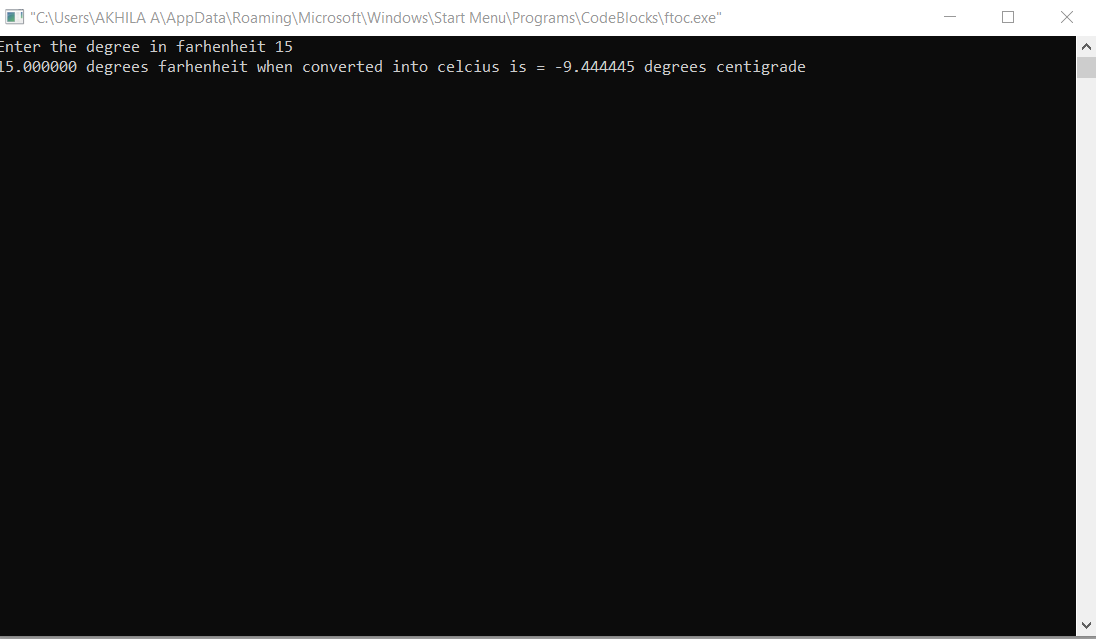 "C:\Users\AKHILA A\AppData\Roaming\Microsoft\Windows\Start Menu\Programs\CodeBlocks\ftoc.exe"
Enter the degree in farhenheit 15
15.000000 degrees farhenheit when converted into celcius is = -9.444445 degrees centigrade